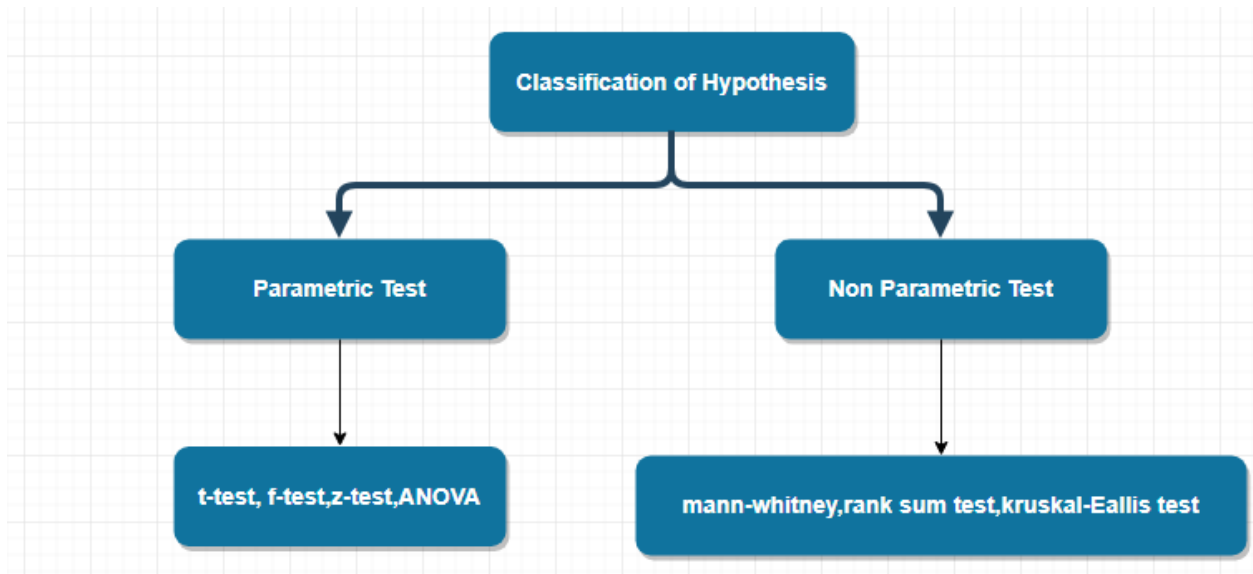 Classification of Hypothesis
Parametric Test
Non Parametric Test
t-test, f-test,z-test,ANOVA
mann-whitney,rank sum test,kruskal-Eallis test